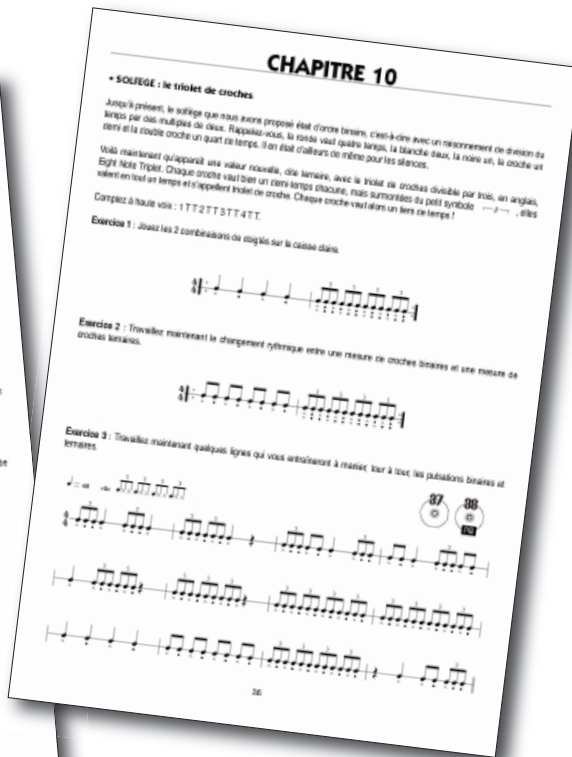 CHAPITRE 10
• SOLFEGE : le triolet de croches
Jusqu'à présent, le solfège que nous avons proposé était d'ordre binaire, c'est-à-dire avec un raisonnement de division du
temps par des multiples de deux. Rappelez-vous, la ronde vaut quatre temps, la blanche deux, la noire un, la croche un
demi et la double croche un quart de temps. Il en était d'ailleurs de même pour les silences.
Voilà maintenant qu'apparaît une valeur nouvelle, dite ternaire, avec le triolet de croches divisible par trois, en anglais,
Eight Note Triplet. Chaque croche vaut bien un demi-temps chacune, mais surmontées du petit symbole 3 , elles
valent en tout un temps et s'appellent triolet de croche. Chaque croche vaut alors un tiers de temps !
Comptez à haute voix : 1 T T 2 T T 3 T T 4 T T.
Exercice 1 : Jouez les 2 combinaisons de doigtés sur la caisse claire.
Exercice 2 : Travaillez maintenant le changement rythmique entre une mesure de croches binaires et une mesure de
croches ternaires.
Exercice 3 : Travaillez maintenant quelques lignes qui vous entraîneront à manier, tour à tour, les pulsations binaires et
ternaires.
37 38
36